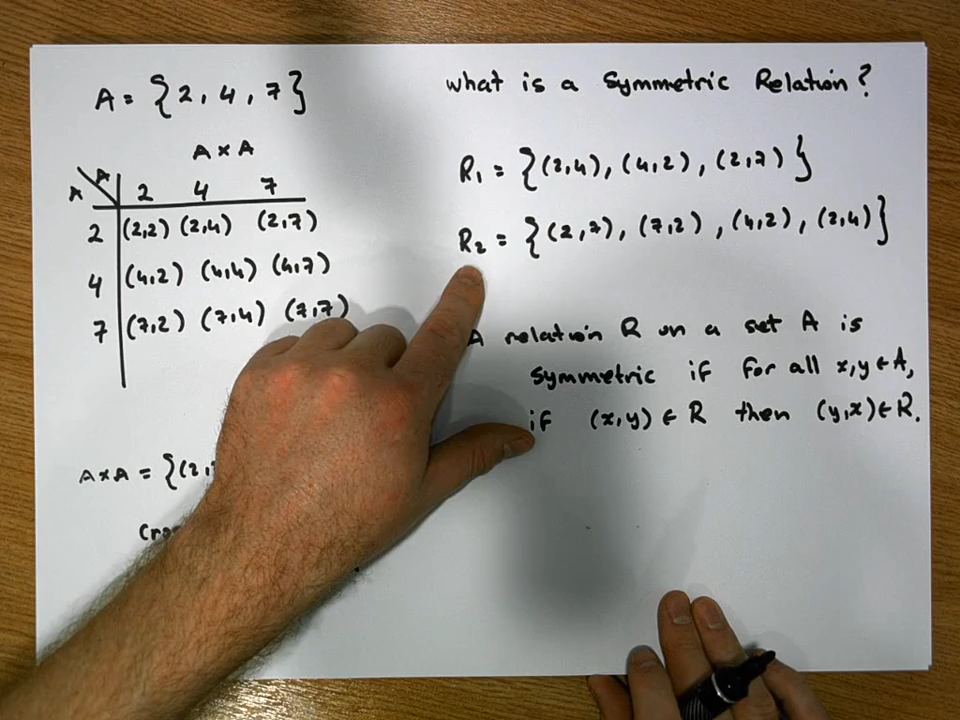 A = {2, 4, 7}
A x A
A A 2 4 7
2 (2,2) (2,4) (2,7)
4 (4,2) (4,4) (4,7)
7 (7,2) (7,4) (7,7)
A x A = {(2,
What is a Symmetric Relation?
R₁ = {(2,4), (4,2), (2,7)}
R₂ = {(2,7), (7,2), (4,2), (2,4)}
A relation R on a set A is
symmetric if for all x,y ∈ A,
if (x,y) ∈ R then (y,x) ∈ R.